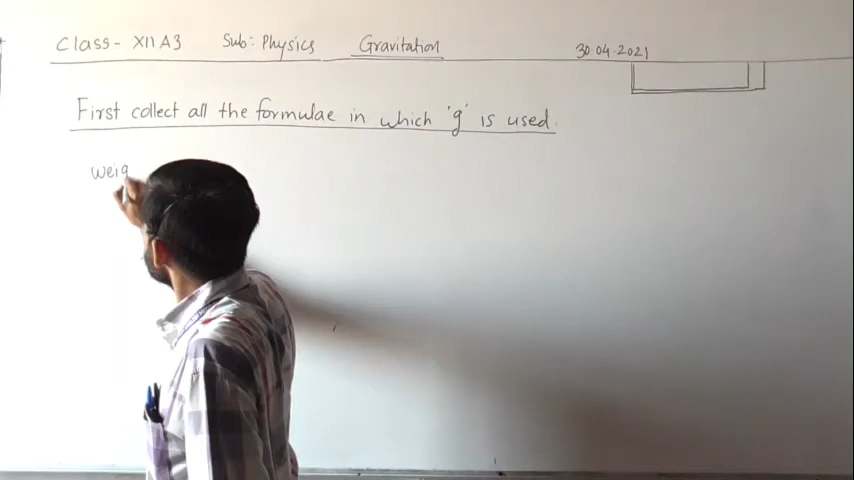 Class- XII A3 Sub: Physics Gravitation 30.04.2021
First collect all the formulae in which 'g' is used.
weig